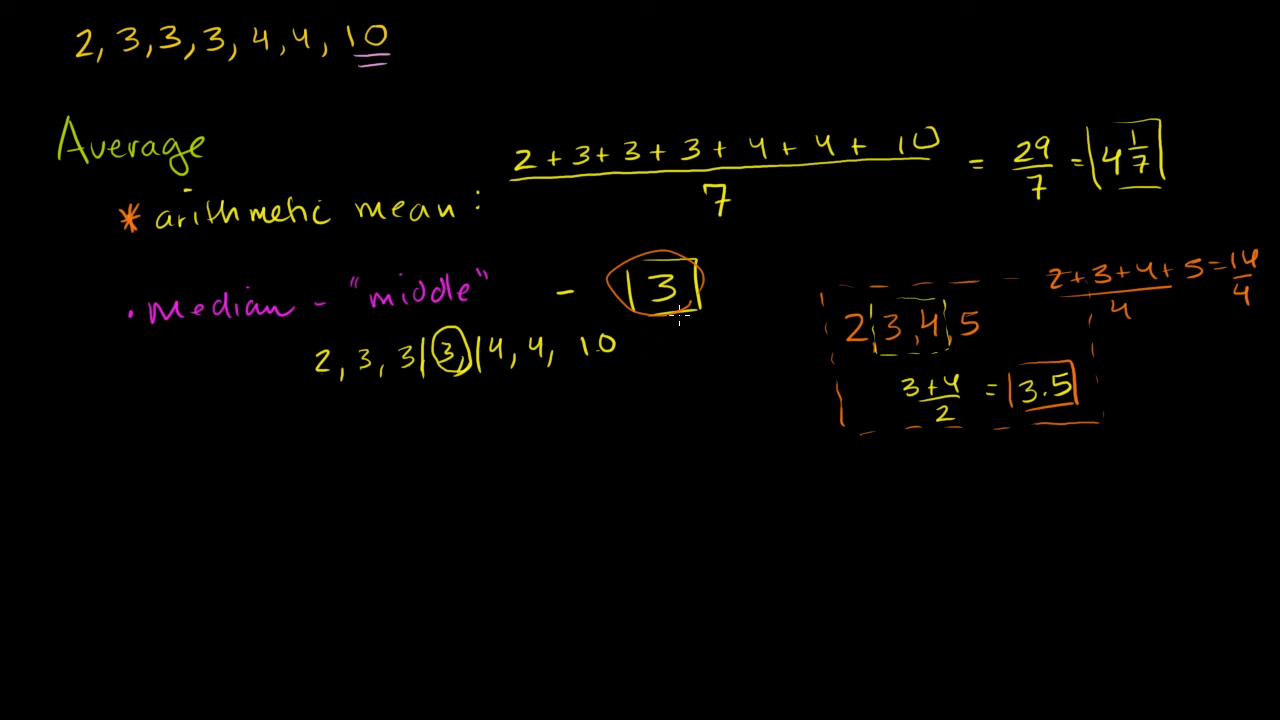 2, 3, 3, 3, 4, 4, 10
Average
* arithmetic mean: 2 + 3 + 3 + 3 + 4 + 4 + 10 / 7 = 29/7 = 4 1/7
• Median - "middle" - 3
2, 3, 3 | 3, | 4, 4, 10
2 + 3 + 4 + 5 = 14/4
4
2, 3, 4, 5
3+4/2 = 3.5